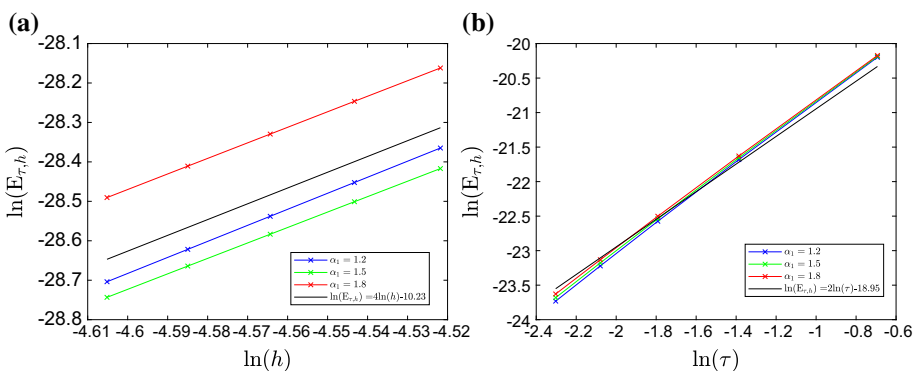 (a)
ln(E_{τ,h})
-28.1
-28.2
-28.3
-28.4
-28.5
-28.6
-28.7
-28.8
α₁ = 1.2
α₁ = 1.5
α₁ = 1.8
ln(E_{τ,h}) =4ln(h)-10.23
-4.61 -4.6 -4.59 -4.58 -4.57 -4.56 -4.55 -4.54 -4.53 -4.52
ln(h)
(b)
ln(E_{τ,h})
-20
-20.5
-21
-21.5
-22
-22.5
-23
-23.5
-24
α₁ = 1.2
α₁ = 1.5
α₁ = 1.8
ln(E_{τ,h}) =2ln(τ)-18.95
-2.4 -2.2 -2 -1.8 -1.6 -1.4 -1.2 -1 -0.8 -0.6
ln(τ)